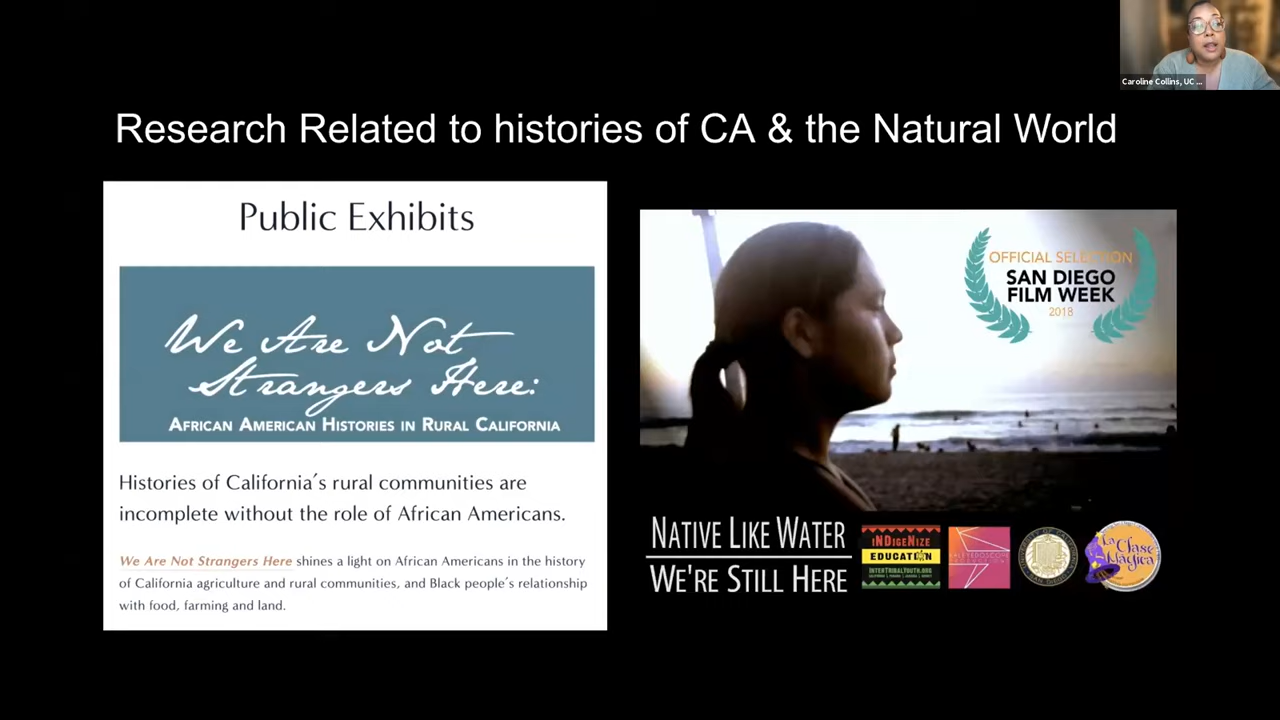 Caroline Collins, UC ...
Research Related to histories of CA & the Natural World
Public Exhibits
We Are Not
Strangers Here:
AFRICAN AMERICAN HISTORIES IN RURAL CALIFORNIA
Histories of California's rural communities are
incomplete without the role of African Americans.
We Are Not Strangers Here shines a light on African Americans in the history
of California agriculture and rural communities, and Black people's relationship
with food, farming and land.
OFFICIAL SELECTION
SAN DIEGO
FILM WEEK
2018
NATIVE LIKE WATER
WE'RE STILL HERE
INDIGENIZE
EDUCATION
INTERTRIBALYOUTH.ORG
La Clase
Mágica